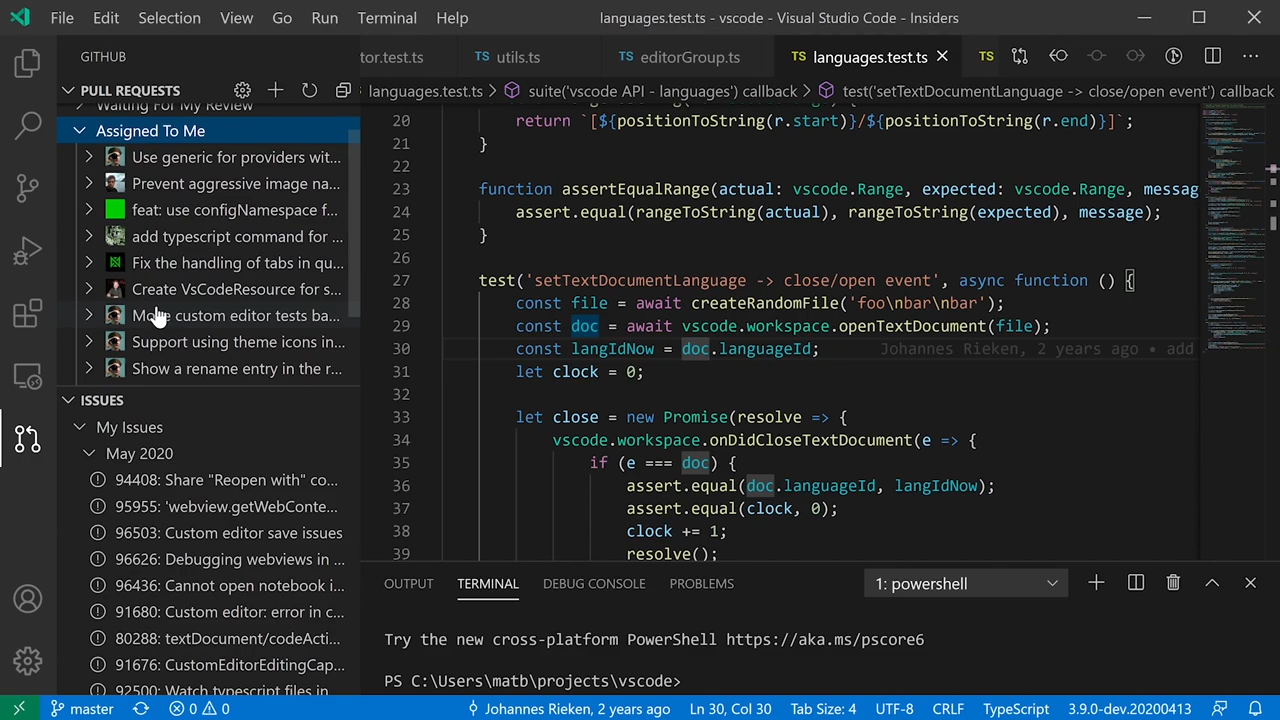 File Edit Selection View Go Run Terminal Help languages.test.ts - vscode - Visual Studio Code - Insiders
GITHUB
PULL REQUESTS
Waiting For My Review
Assigned To Me
Use generic for providers wit...
Prevent aggressive image na...
feat: use configNamespace f...
add typescript command for ...
Fix the handling of tabs in qu...
Create VsCodeResource for s...
custom editor tests ba...
Support using theme icons in...
Show a rename entry in the r...
ISSUES
My Issues
May 2020
94408: Share "Reopen with" co...
95955: 'webview.getWebConte...
96503: Custom editor save issues
96626: Debugging webviews in ...
96436: Cannot open notebook i...
91680: Custom editor: error in c...
80288: textDocument/codeActi...
91676: CustomEditorEditingCap...
92500: Watch typescript files in
tor.test.ts TS utils.ts TS editorGroup.ts TS languages.test.ts TS
languages.test.ts > suite('vscode API - languages') callback > test('setTextDocumentLanguage -> close/open event') callback
20 return `[${positionToString(r.start)}/${positionToString(r.end)}]`;
21 }
22
23 function assertEqualRange(actual: vscode.Range, expected: vscode.Range, message
24 assert.equal(rangeToString(actual), rangeToString(expected), message);
25 }
26
27 test('setTextDocumentLanguage -> close/open event', async function () {
28 const file = await createRandomFile('foo\nbar\nbar');
29 const doc = await vscode.workspace.openTextDocument(file);
30 const langIdNow = doc.languageId; Johannes Rieken, 2 years ago • add
31 let clock = 0;
32
33 let close = new Promise(resolve => {
34 vscode.workspace.onDidCloseTextDocument(e => {
35 if (e === doc) {
36 assert.equal(doc.languageId, langIdNow);
37 assert.equal(clock, 0);
38 clock += 1;
39 resolve();
OUTPUT TERMINAL DEBUG CONSOLE PROBLEMS 1: powershell
Try the new cross-platform PowerShell https://aka.ms/pscore6
PS C:\Users\matb\projects\vscode>
master 0 0 Johannes Rieken, 2 years ago Ln 30, Col 30 Tab Size: 4 UTF-8 CRLF TypeScript 3.9.0-dev.20200413